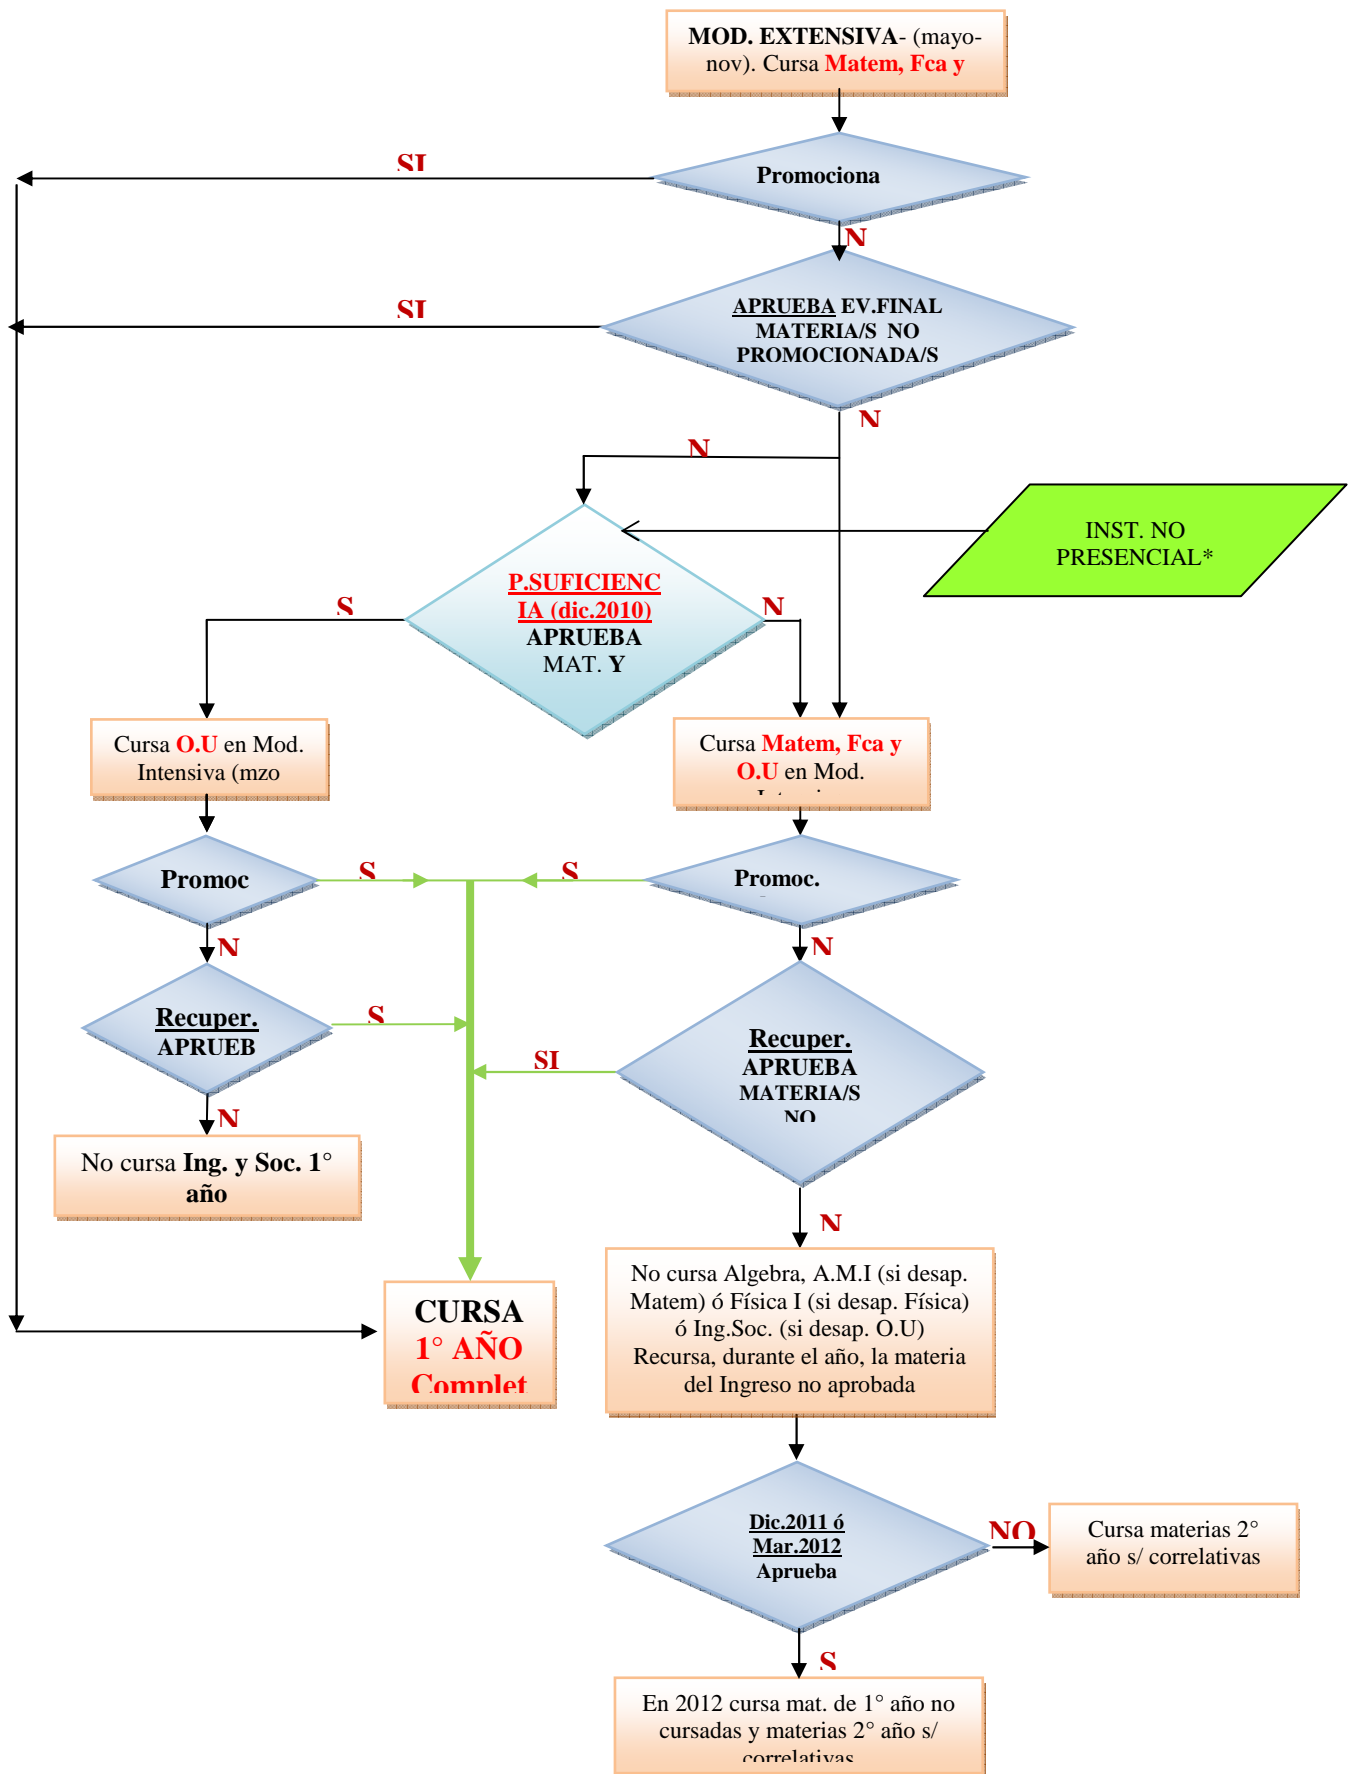 MOD. EXTENSIVA- (mayo-
nov). Cursa Matem, Fca y
Promociona
SI
N
APRUEBA EV.FINAL
MATERIA/S NO
PROMOCIONADA/S
SI
N
N
INST. NO
PRESENCIAL*
P.SUFICIENC
IA (dic.2010)
APRUEBA
MAT. Y
S
N
Cursa O.U en Mod.
Intensiva (mzo
Cursa Matem, Fca y
O.U en Mod.
Promoc
S
S
Promoc.
N
N
Recuper.
APRUEB
S
Recuper.
APRUEBA
MATERIA/S
NO
SI
N
No cursa Ing. y Soc. 1°
año
N
No cursa Algebra, A.M.I (si desap.
Matem) ó Física I (si desap. Física)
ó Ing.Soc. (si desap. O.U)
Recursa, durante el año, la materia
del Ingreso no aprobada
CURSA
1° AÑO
Complet
Dic.2011 ó
Mar.2012
Aprueba
NO
Cursa materias 2°
año s/ correlativas
S
En 2012 cursa mat. de 1° año no
cursadas y materias 2° año s/
correlativas